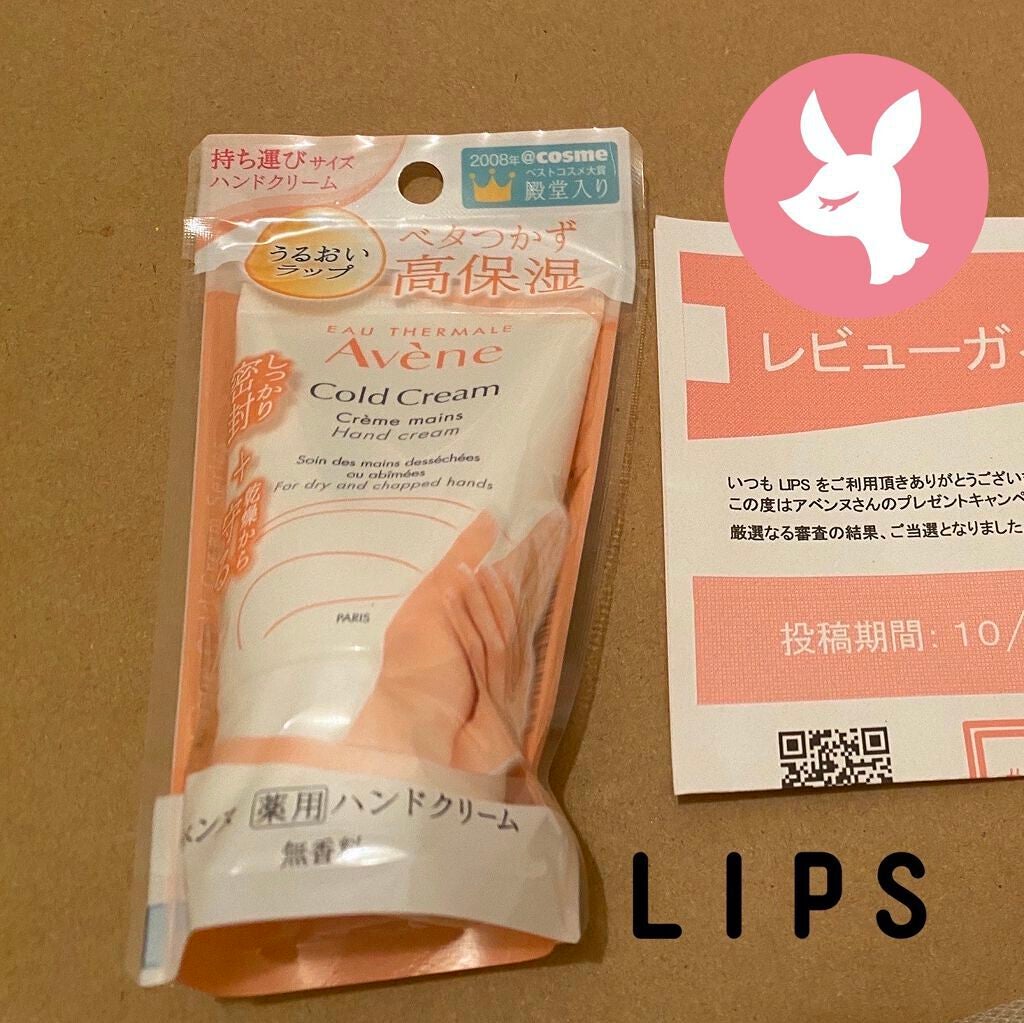 持ち運びサイズ
ハンドクリーム
2008年 @cosme
ベストコスメ大賞
殿堂入り
うるおい
ラップ
ベタつかず
高保湿
EAU THERMALE
Avène
Cold Cream
Crème mains
Hand cream
Soin des mains desséchées
ou abîmées
For dry and chapped hands
しっかり
密封
+
乾燥から
PARIS
薬用 ハンドクリーム
無香料
レビューガ
いつも LIPS をご利用頂きありがとうござい
この度はアベンヌさんのプレゼントキャンペ
厳選なる審査の結果、ご当選となりました
投稿期間: 10/
LIPS